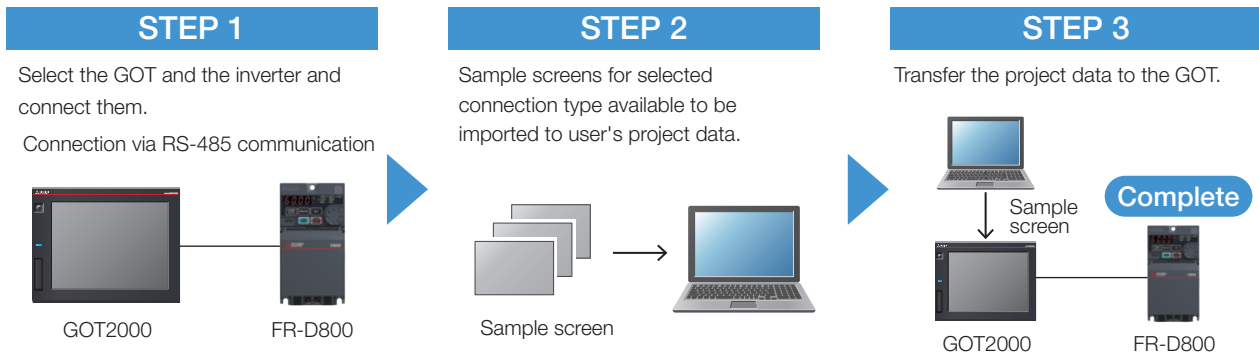 STEP 1
Select the GOT and the inverter and
connect them.
Connection via RS-485 communication
GOT2000
FR-D800
STEP 2
Sample screens for selected
connection type available to be
imported to user's project data.
Sample screen
STEP 3
Transfer the project data to the GOT.
Sample
screen
Complete
GOT2000
FR-D800